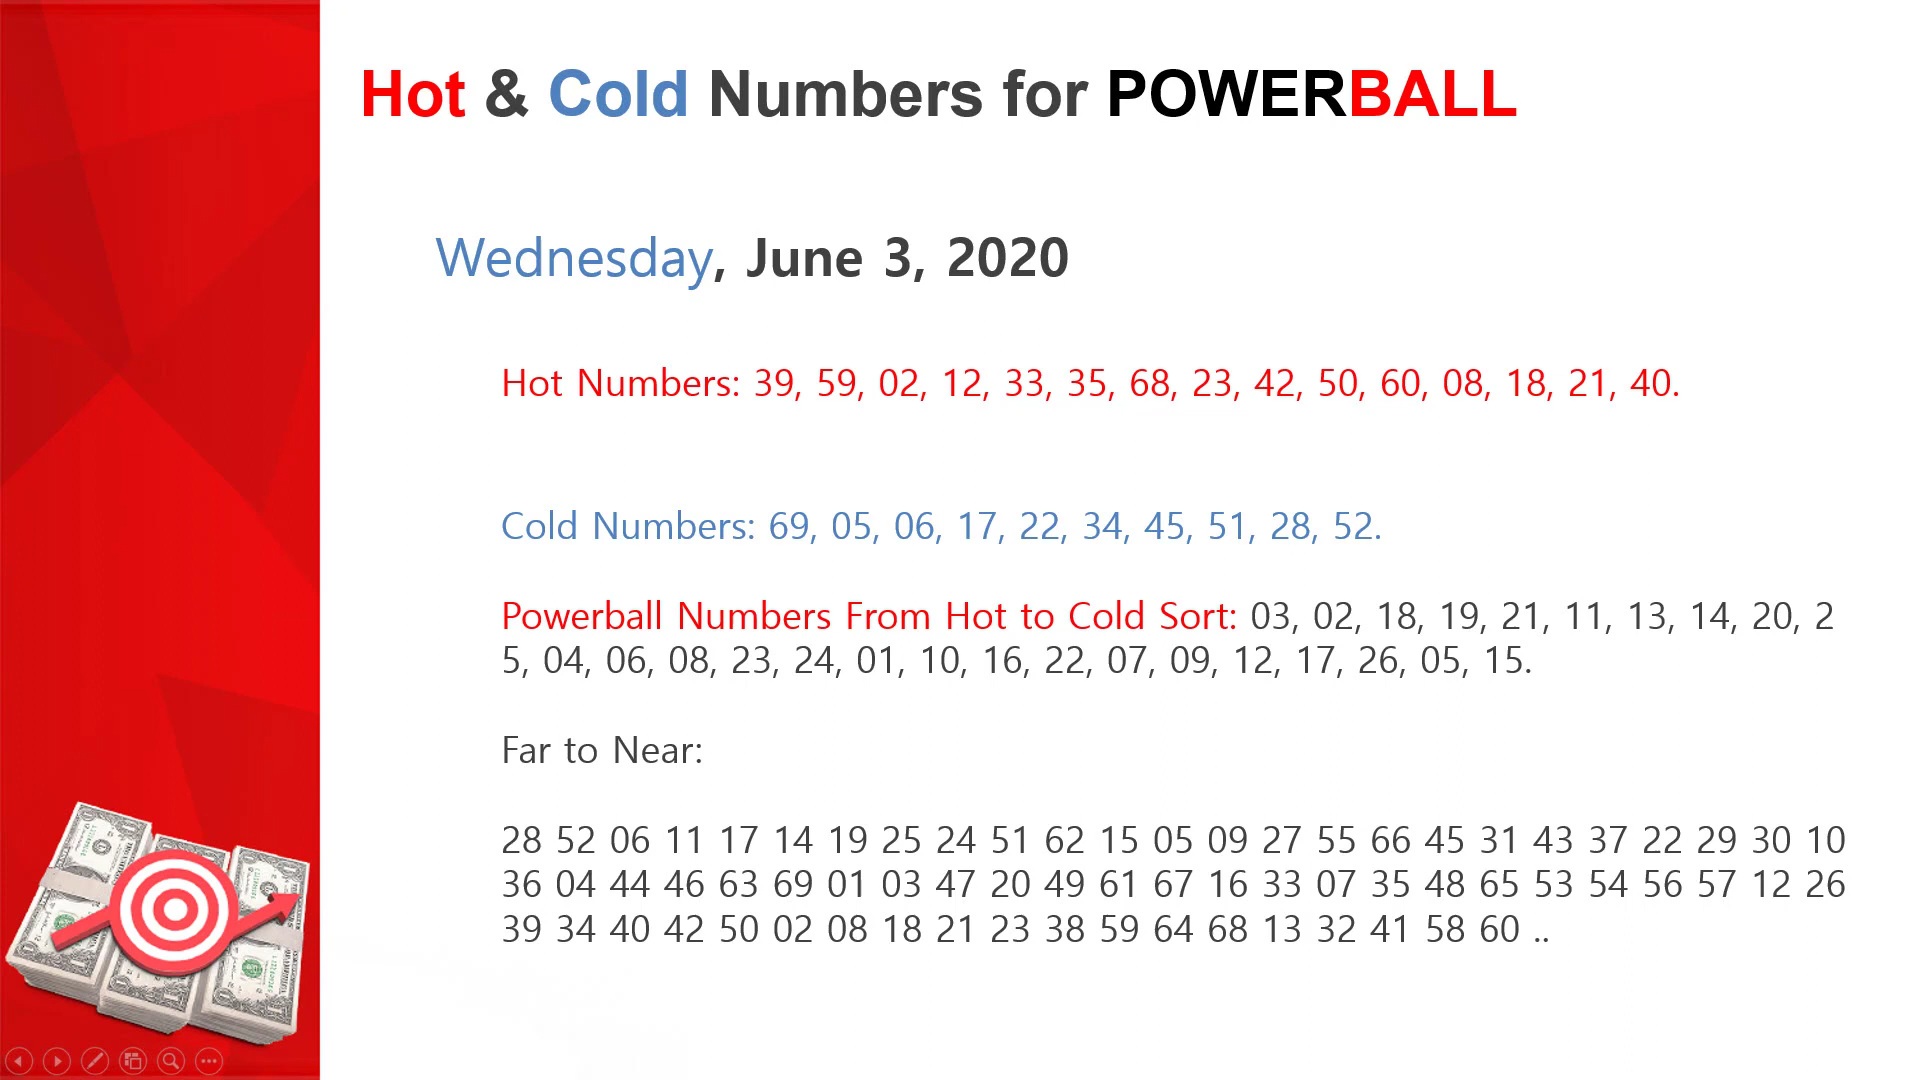 Hot & Cold Numbers for POWERBALL
Wednesday, June 3, 2020
Hot Numbers: 39, 59, 02, 12, 33, 35, 68, 23, 42, 50, 60, 08, 18, 21, 40.
Cold Numbers: 69, 05, 06, 17, 22, 34, 45, 51, 28, 52.
Powerball Numbers From Hot to Cold Sort: 03, 02, 18, 19, 21, 11, 13, 14, 20, 2
5, 04, 06, 08, 23, 24, 01, 10, 16, 22, 07, 09, 12, 17, 26, 05, 15.
Far to Near:
28 52 06 11 17 14 19 25 24 51 62 15 05 09 27 55 66 45 31 43 37 22 29 30 10
36 04 44 46 63 69 01 03 47 20 49 61 67 16 33 07 35 48 65 53 54 56 57 12 26
39 34 40 42 50 02 08 18 21 23 38 59 64 68 13 32 41 58 60 ..